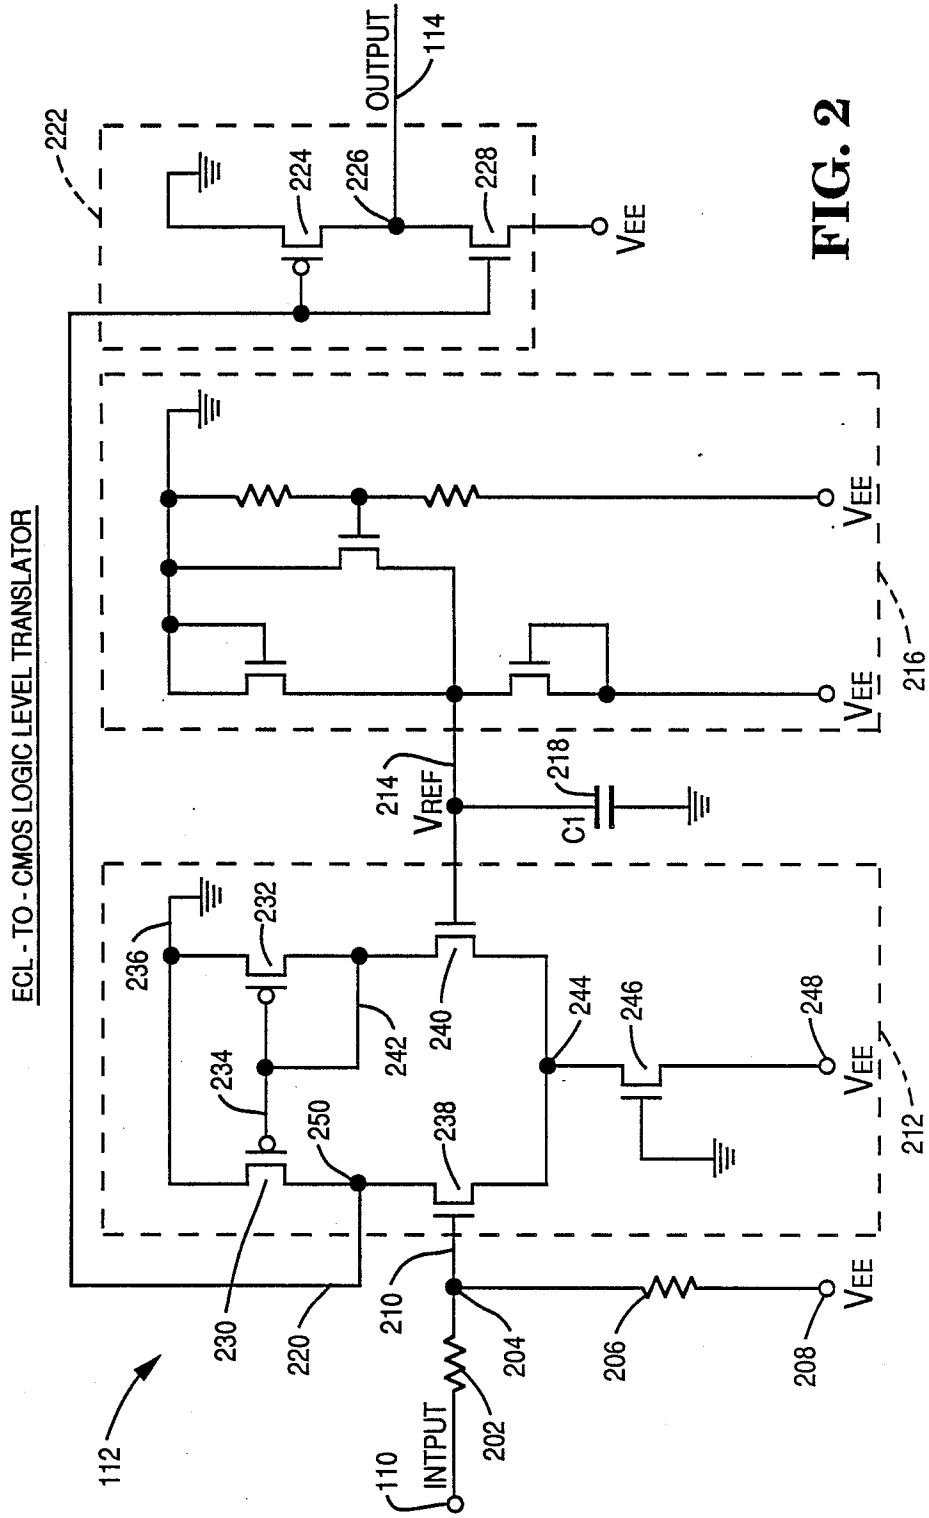 ECL - TO - CMOS LOGIC LEVEL TRANSLATOR
112
110
INTPUT
202
204
206
208
VEE
210
220
230
250
234
236
232
242
238
240
244
246
248
VEE
212
214
VREF
218
C1
VEE
VEE
216
222
224
226
228
VEE
OUTPUT
114
FIG. 2